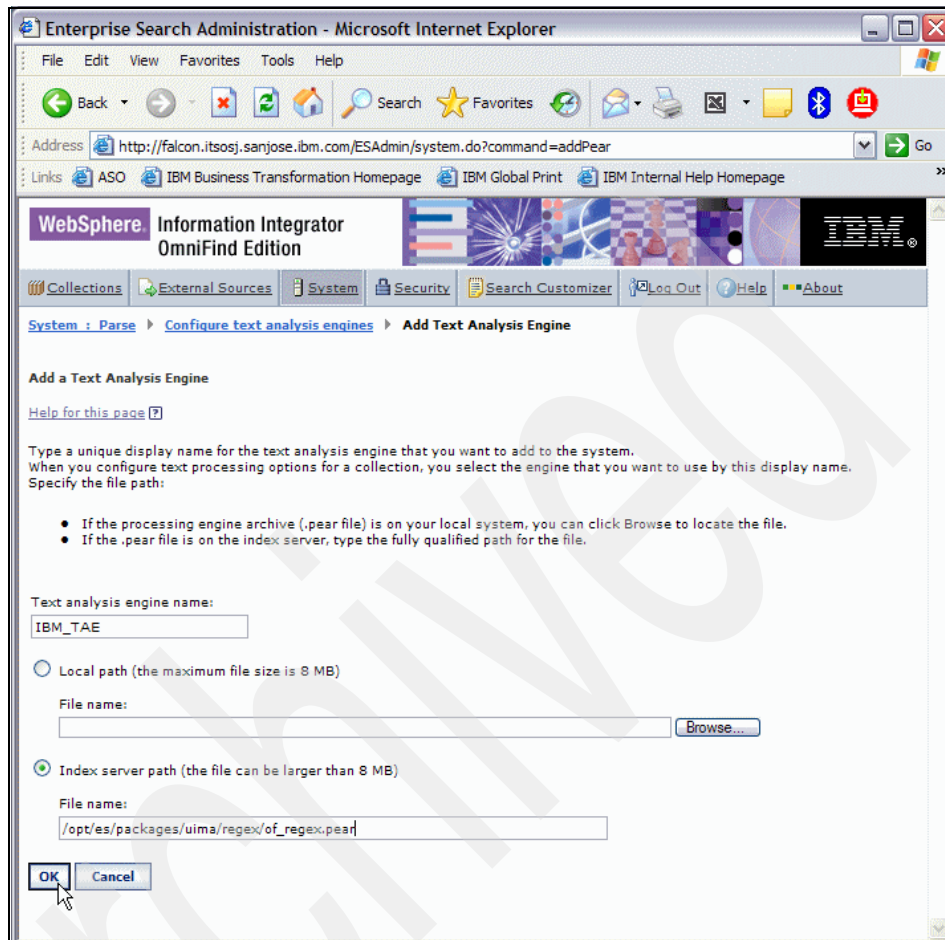 Enterprise Search Administration - Microsoft Internet Explorer
File Edit View Favorites Tools Help
Back Search Favorites
Address http://falcon.itsosj.sanjose.ibm.com/ESAdmin/system.do?command=addPear Go
Links ASO IBM Business Transformation Homepage IBM Global Print IBM Internal Help Homepage »
WebSphere. Information Integrator
OmniFind Edition
IBM®
Collections External Sources System Security Search Customizer Log Out Help About
System : Parse Configure text analysis engines Add Text Analysis Engine
Add a Text Analysis Engine
Help for this page ?
Type a unique display name for the text analysis engine that you want to add to the system.
When you configure text processing options for a collection, you select the engine that you want to use by this display name.
Specify the file path:
• If the processing engine archive (.pear file) is on your local system, you can click Browse to locate the file.
• If the .pear file is on the index server, type the fully qualified path for the file.
Text analysis engine name:
IBM_TAE
Local path (the maximum file size is 8 MB)
File name:
Browse...
Index server path (the file can be larger than 8 MB)
File name:
/opt/es/packages/uima/regex/of_regex.pear
OK Cancel
rchived